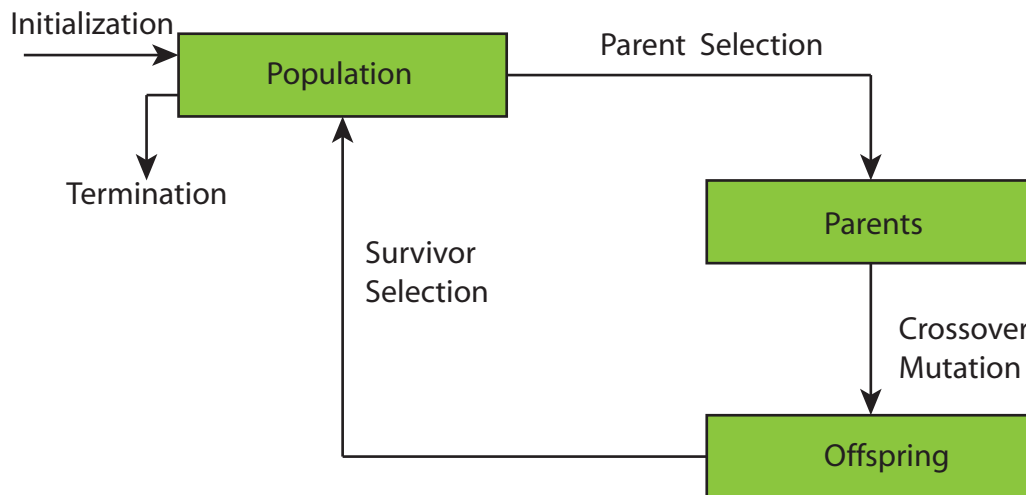 Initialization
Population
Parent Selection
Termination
Parents
Survivor
Selection
Crossover
Mutation
Offspring